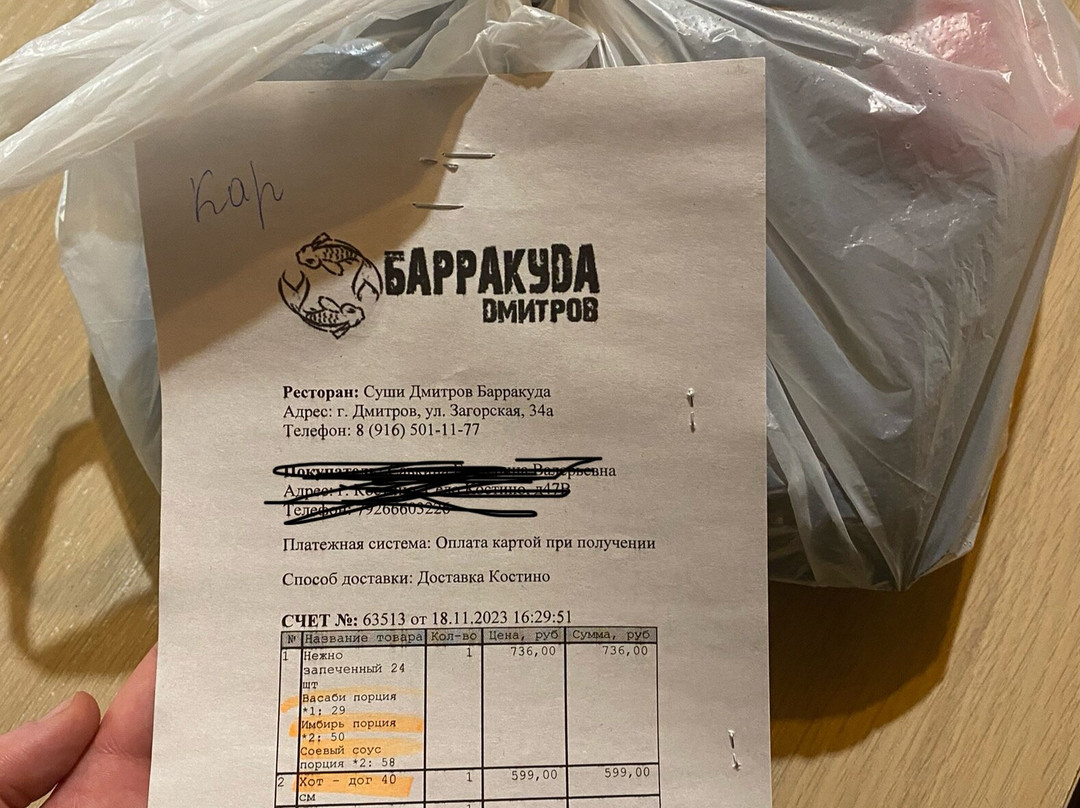 Кар
БАРРАКУДА
ДМИТРОВ
Ресторан: Суши Дмитров Барракуда
Адрес: г. Дмитров, ул. Загорская, 34а
Телефон: 8 (916) 501-11-77
Платежная система: Оплата картой при получении
Способ доставки: Доставка Костино
СЧЕТ №: 63513 от 18.11.2023 16:29:51
№ Название товара Кол-во Цена, руб Сумма, руб
1 Нежно 1 736,00 736,00
запеченный 24
шт
Васаби порция
*1: 29
Имбирь порция
*2: 50
Соевый соус
порция *2: 58
2 Хот - дог 40 1 599,00 599,00
см